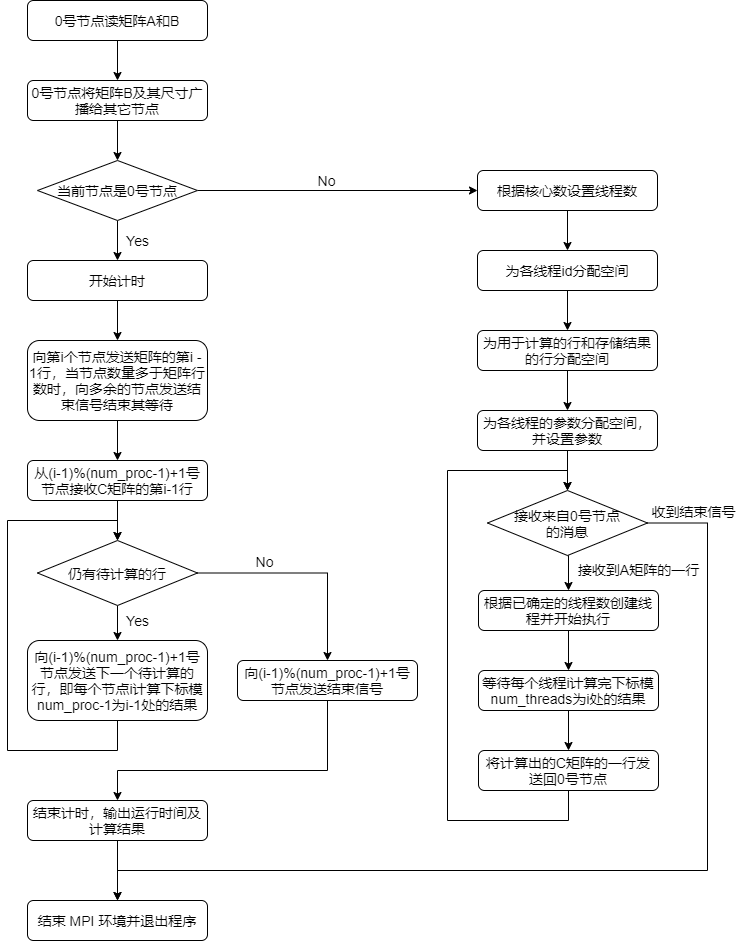 0号节点读矩阵A和B
0号节点将矩阵B及其尺寸广
播给其它节点
当前节点是0号节点
No
Yes
开始计时
向第i个节点发送矩阵的第i -
1行，当节点数量多于矩阵行
数时，向多余的节点发送结
束信号结束其等待
从(i-1)%(num_proc-1)+1号
节点接收C矩阵的第i-1行
仍有待计算的行
No
Yes
向(i-1)%(num_proc-1)+1号
节点发送下一个待计算的
行，即每个节点i计算下标模
num_proc-1为i-1处的结果
向(i-1)%(num_proc-1)+1号
节点发送结束信号
结束计时，输出运行时间及
计算结果
结束 MPI 环境并退出程序
根据核心数设置线程数
为各线程id分配空间
为用于计算的行和存储结果
的行分配空间
为各线程的参数分配空间，
并设置参数
接收来自0号节点
的消息
收到结束信号
接收到A矩阵的一行
根据已确定的线程数创建线
程并开始执行
等待每个线程i计算完下标模
num_threads为i处的结果
将计算出的C矩阵的一行发
送回0号节点